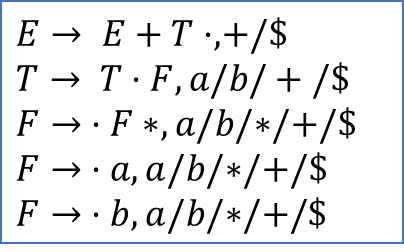 E → E + T ·,+/$
T → T · F, a/b/ + /$
F → · F ∗, a/b/∗/+/$
F → · a, a/b/∗/+/$
F → · b, a/b/∗/+/$